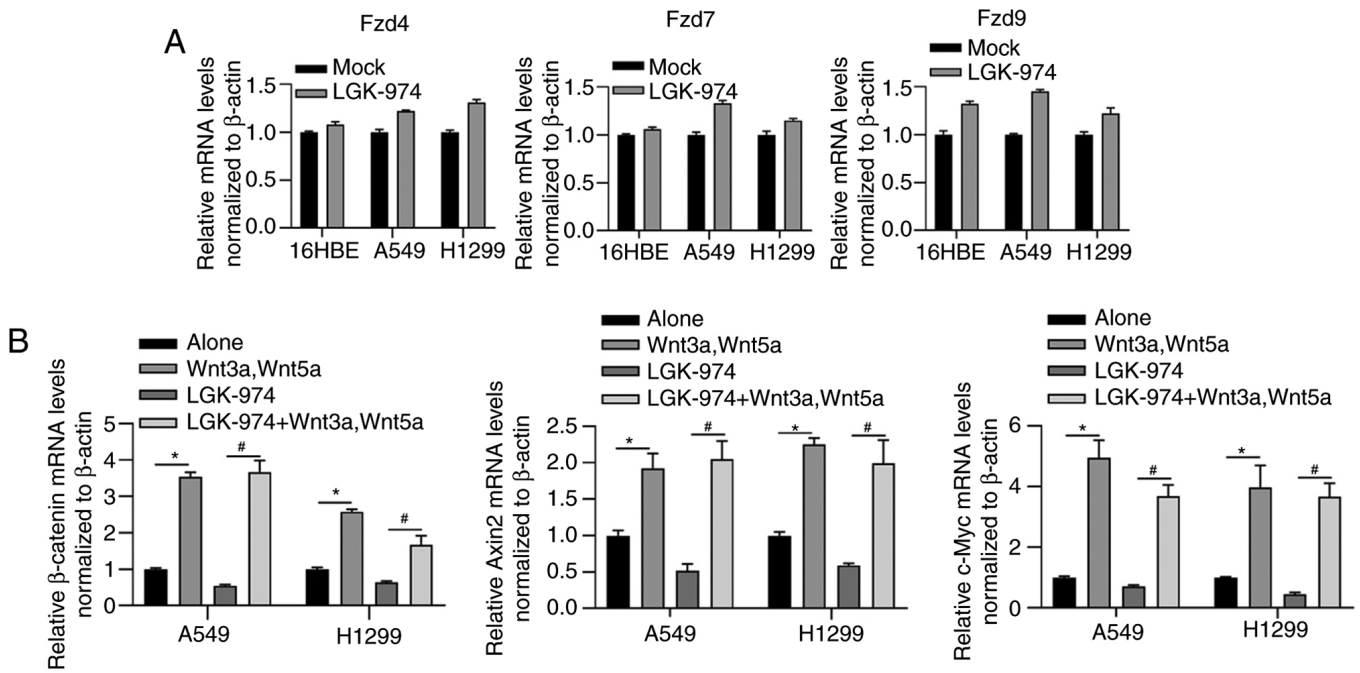 A
Fzd4
Mock
LGK-974
Relative mRNA levels
normalized to β-actin
1.5
1.0
0.5
0.0
16HBE A549 H1299
Fzd7
Mock
LGK-974
Relative mRNA levels
normalized to β-actin
1.5
1.0
0.5
0.0
16HBE A549 H1299
Fzd9
Mock
LGK-974
Relative mRNA levels
normalized to β-actin
1.5
1.0
0.5
0.0
16HBE A549 H1299
B
Alone
Wnt3a,Wnt5a
LGK-974
LGK-974+Wnt3a,Wnt5a
Relative β-catenin mRNA levels
normalized to β-actin
5
4
3
2
1
0
* # * #
A549 H1299
Alone
Wnt3a,Wnt5a
LGK-974
LGK-974+Wnt3a,Wnt5a
Relative Axin2 mRNA levels
normalized to β-actin
2.5
2.0
1.5
1.0
0.5
0.0
* # * #
A549 H1299
Alone
Wnt3a,Wnt5a
LGK-974
LGK-974+Wnt3a,Wnt5a
Relative c-Myc mRNA levels
normalized to β-actin
6
4
2
0
* # * #
A549 H1299